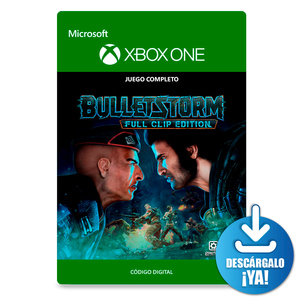 Microsoft
XBOX ONE
JUEGO COMPLETO
BULLETSTORM
FULL CLIP EDITION
CÓDIGO DIGITAL
DESCÁRGALO
¡YA!